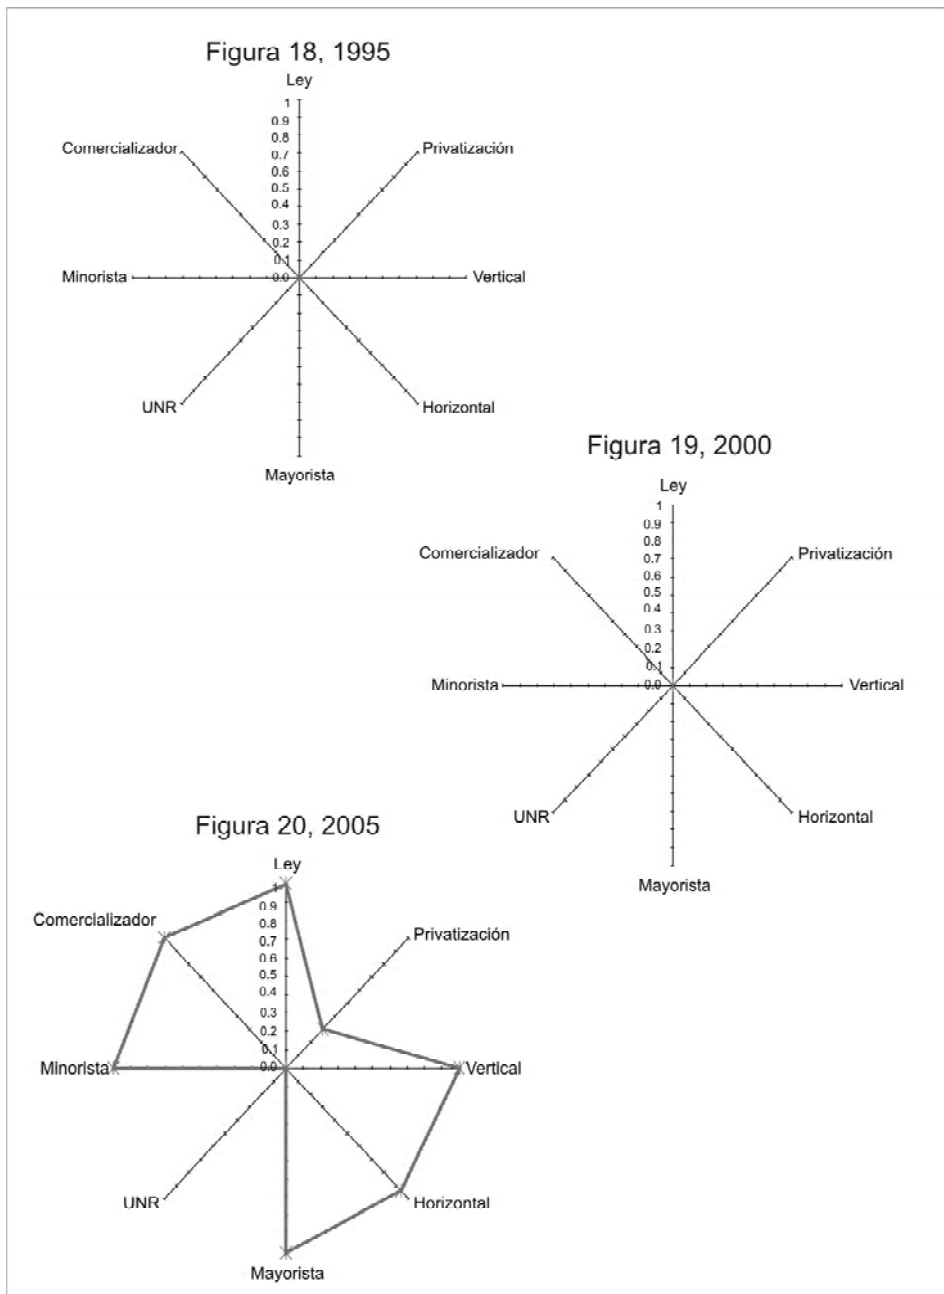 Figura 18, 1995
Ley
1
0.9
0.8
Comercializador
0.7
Privatización
0.6
0.5
0.4
0.3
0.2
0.1
Minorista
0.0
Vertical
UNR
Horizontal
Mayorista
Figura 19, 2000
Ley
1
0.9
0.8
Comercializador
0.7
Privatización
0.6
0.5
0.4
0.3
0.2
0.1
Minorista
0.0
Vertical
UNR
Horizontal
Mayorista
Figura 20, 2005
Ley
1
0.9
Comercializador
0.8
Privatización
0.7
0.6
0.5
0.4
0.3
0.2
0.1
Minorista
0.0
Vertical
UNR
Horizontal
Mayorista